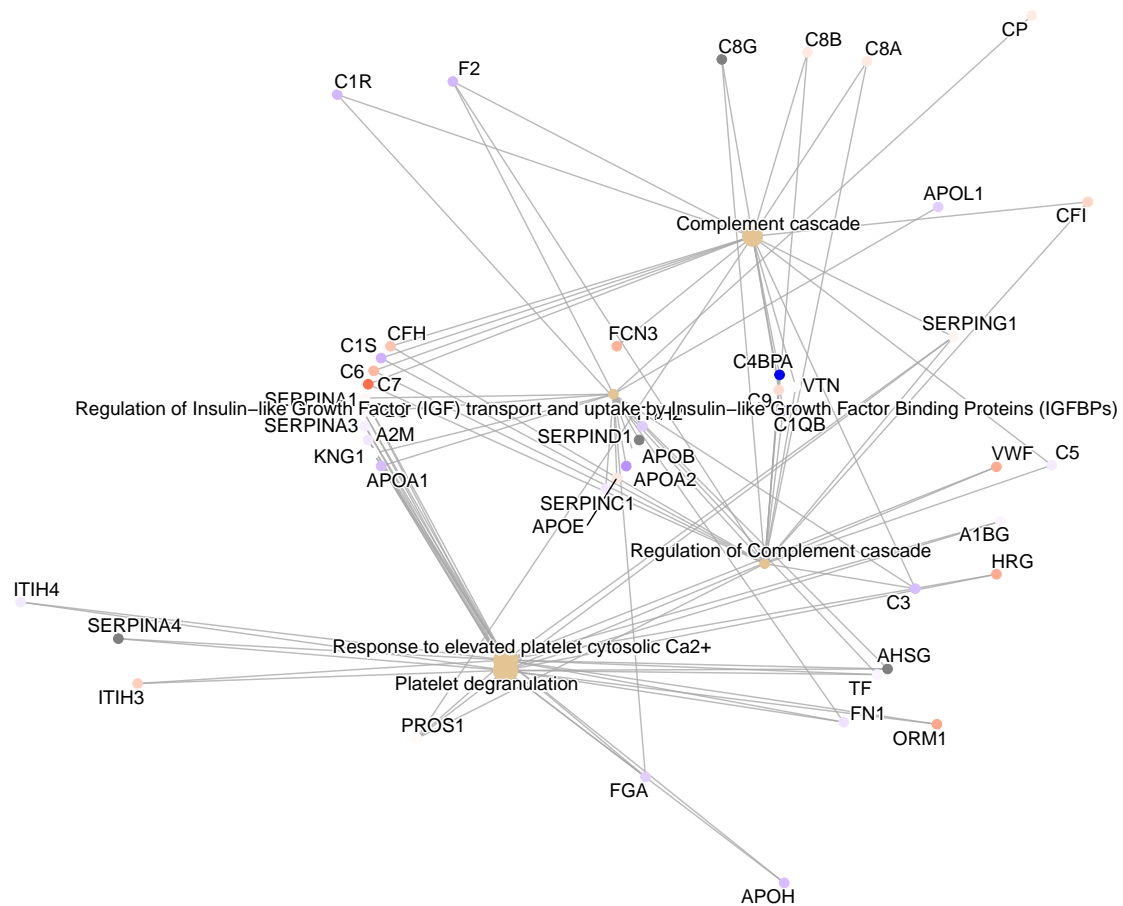 CP
C8B
C8G
C8A
F2
C1R
APOL1
CFI
Complement cascade
SERPING1
FCN3
CFH
C1S
C4BPA
C6
C7
VTN
SERPINA1
C9
Regulation of Insulin–like Growth Factor (IGF) transport and uptake by Insulin–like Growth Factor Binding Proteins (IGFBPs)
C1QB
SERPINA3
A2M
SERPIND1
KNG1
APOB
VWF
C5
APOA1
APOA2
SERPINC1
APOE
A1BG
Regulation of Complement cascade
HRG
ITIH4
C3
SERPINA4
Response to elevated platelet cytosolic Ca2+
AHSG
Platelet degranulation
TF
ITIH3
FN1
PROS1
ORM1
FGA
APOH